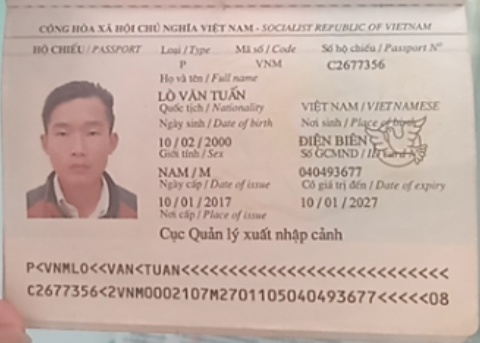 CỘNG HÒA XÃ HỘI CHỦ NGHĨA VIỆT NAM - SOCIALIST REPUBLIC OF VIETNAM
HỘ CHIẾU / PASSPORT Loại / Type Mã số / Code Số hộ chiếu / Passport Nº
P VNM C2677356
Họ và tên / Full name
LÒ VĂN TUẤN
Quốc tịch / Nationality VIỆT NAM / VIETNAMESE
Ngày sinh / Date of birth Nơi sinh / Place of birth
10 / 02 / 2000 ĐIỆN BIÊN
Giới tính / Sex Số GCMND /
NAM / M 040493677
Ngày cấp / Date of issue Có giá trị đến / Date of expiry
10 / 01 / 2017 10 / 01 / 2027
Nơi cấp / Place of issue
Cục Quản lý xuất nhập cảnh
P<VNMLO<<VAN<TUAN<<<<<<<<<<<<<<<<<<<<<<<<<<<
C2677356<2VNM0002107M2701105040493677<<<<<08